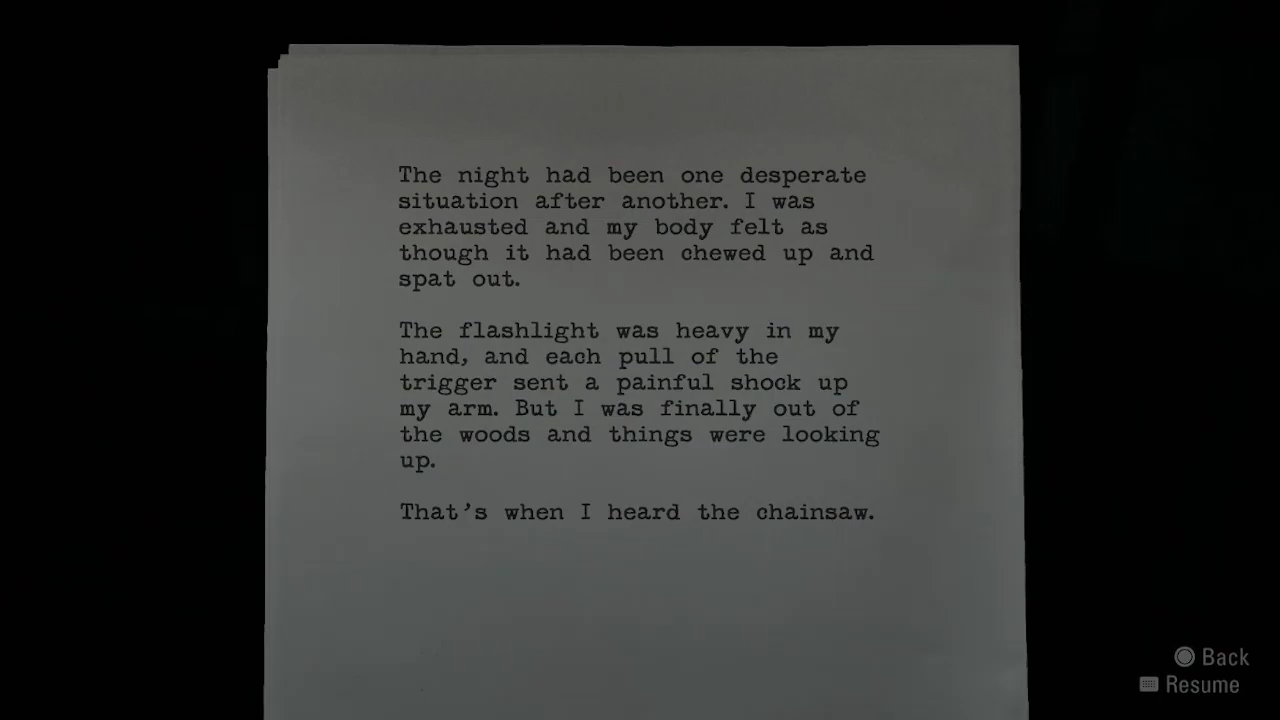 The night had been one desperate
situation after another. I was
exhausted and my body felt as
though it had been chewed up and
spat out.
The flashlight was heavy in my
hand, and each pull of the
trigger sent a painful shock up
my arm. But I was finally out of
the woods and things were looking
up.
That's when I heard the chainsaw.
Back
Resume